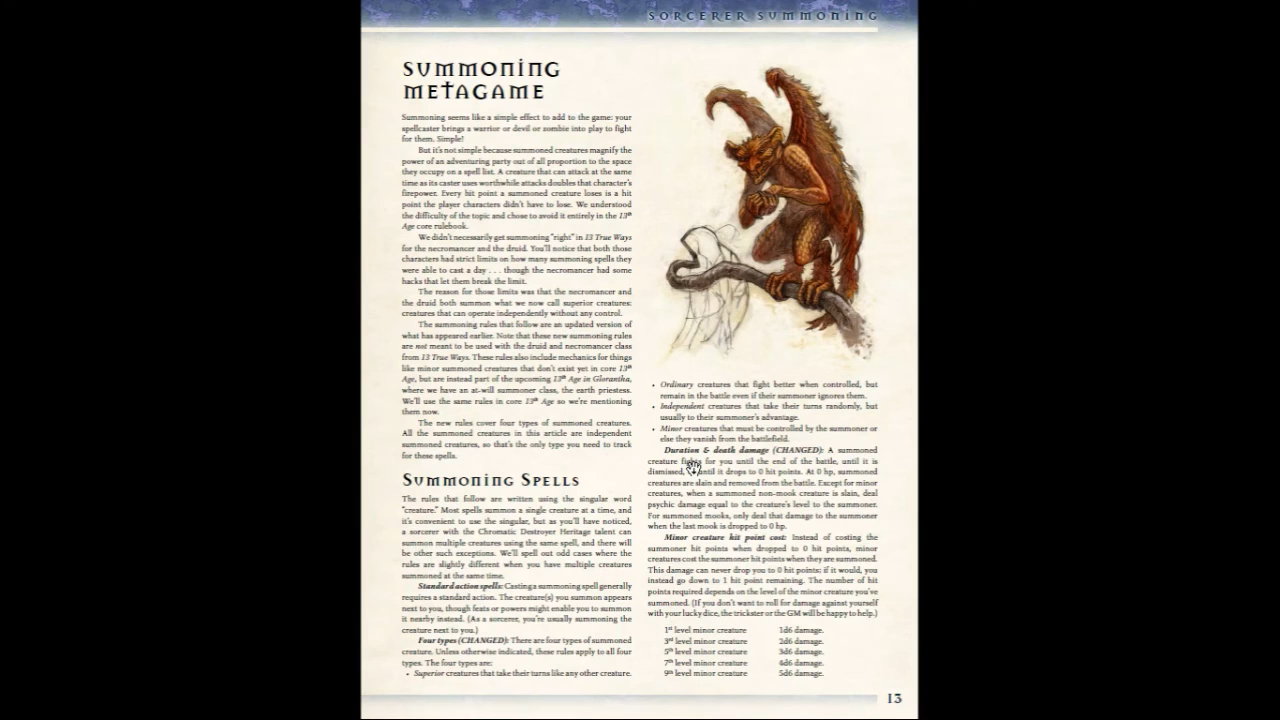 SORCERER SUMMONING
SUMMONING
METAGAME
Summoning seems like a simple effect to add to the game: your
spellcaster brings a warrior or devil or zombie into play to fight
for them. Simple!
But it's not simple because summoned creatures magnify the
power of an adventuring party out of all proportion to the space
they occupy on a spell list. A creature that can attack at the same
time as its caster uses worthwhile attacks doubles that character's
firepower. Every hit point a summoned creature loses is a hit
point the player characters didn't have to lose. We understood
the difficulty of the topic and chose to avoid it entirely in the 13th
Age core rulebook.
We didn't necessarily get summoning "right" in 13 True Ways
for the necromancer and the druid. You'll notice that both those
characters had strict limits on how many summoning spells they
were able to cast a day . . . though the necromancer had some
hacks that let them break the limit.
The reason for those limits was that the necromancer and
the druid both summon what we now call superior creatures:
creatures that can operate independently without any control.
The summoning rules that follow are an updated version of
what has appeared earlier. Note that these new summoning rules
are not meant to be used with the druid and necromancer class
from 13 True Ways. These rules also include mechanics for things
like minor summoned creatures that don't exist yet in core 13th
Age, but are instead part of the upcoming 13th Age in Glorantha,
where we have an at-will summoner class, the earth priestess.
We'll use the same rules in core 13th Age so we're mentioning
them now.
The new rules cover four types of summoned creatures.
All the summoned creatures in this article are independent
summoned creatures, so that's the only type you need to track
for these spells.
SUMMONING SPELLS
The rules that follow are written using the singular word
"creature." Most spells summon a single creature at a time, and
it's convenient to use the singular, but as you'll have noticed,
a sorcerer with the Chromatic Destroyer Heritage talent can
summon multiple creatures using the same spell, and there will
be other such exceptions. We'll spell out odd cases where the
rules are slightly different when you have multiple creatures
summoned at the same time.
Standard action spells: Casting a summoning spell generally
requires a standard action. The creature(s) you summon appears
next to you, though feats or powers might enable you to summon
it nearby instead. (As a sorcerer, you're usually summoning the
creature next to you.)
Four types (CHANGED): There are four types of summoned
creature. Unless otherwise indicated, these rules apply to all four
types. The four types are:
• Superior creatures that take their turns like any other creature.
• Ordinary creatures that fight better when controlled, but
remain in the battle even if their summoner ignores them.
• Independent creatures that take their turns randomly, but
usually to their summoner's advantage.
• Minor creatures that must be controlled by the summoner or
else they vanish from the battlefield.
Duration & death damage (CHANGED): A summoned
creature fights for you until the end of the battle, until it is
dismissed, until it drops to 0 hit points. At 0 hp, summoned
creatures are slain and removed from the battle. Except for minor
creatures, when a summoned non-mook creature is slain, deal
psychic damage equal to the creature's level to the summoner.
For summoned mooks, only deal that damage to the summoner
when the last mook is dropped to 0 hp.
Minor creature hit point cost: Instead of costing the
summoner hit points when dropped to 0 hit points, minor
creatures cost the summoner hit points when they are summoned.
This damage can never drop you to 0 hit points; if it would, you
instead go down to 1 hit point remaining. The number of hit
points required depends on the level of the minor creature you've
summoned. (If you don't want to roll for damage against yourself
with your lucky dice, the trickster or the GM will be happy to help.)
1st level minor creature 1d6 damage.
3rd level minor creature 2d6 damage.
5th level minor creature 3d6 damage.
7th level minor creature 4d6 damage.
9th level minor creature 5d6 damage.
13